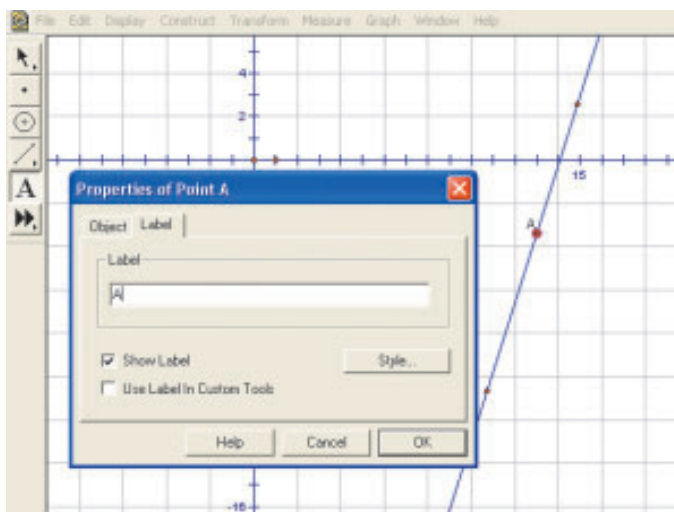 File Edit Display Construct Transform Measure Graph Window Help
4
2
15
A
A
Properties of Point A
Object Label
Label
A
Show Label
Style...
Use Label In Custom Tools
Help Cancel OK